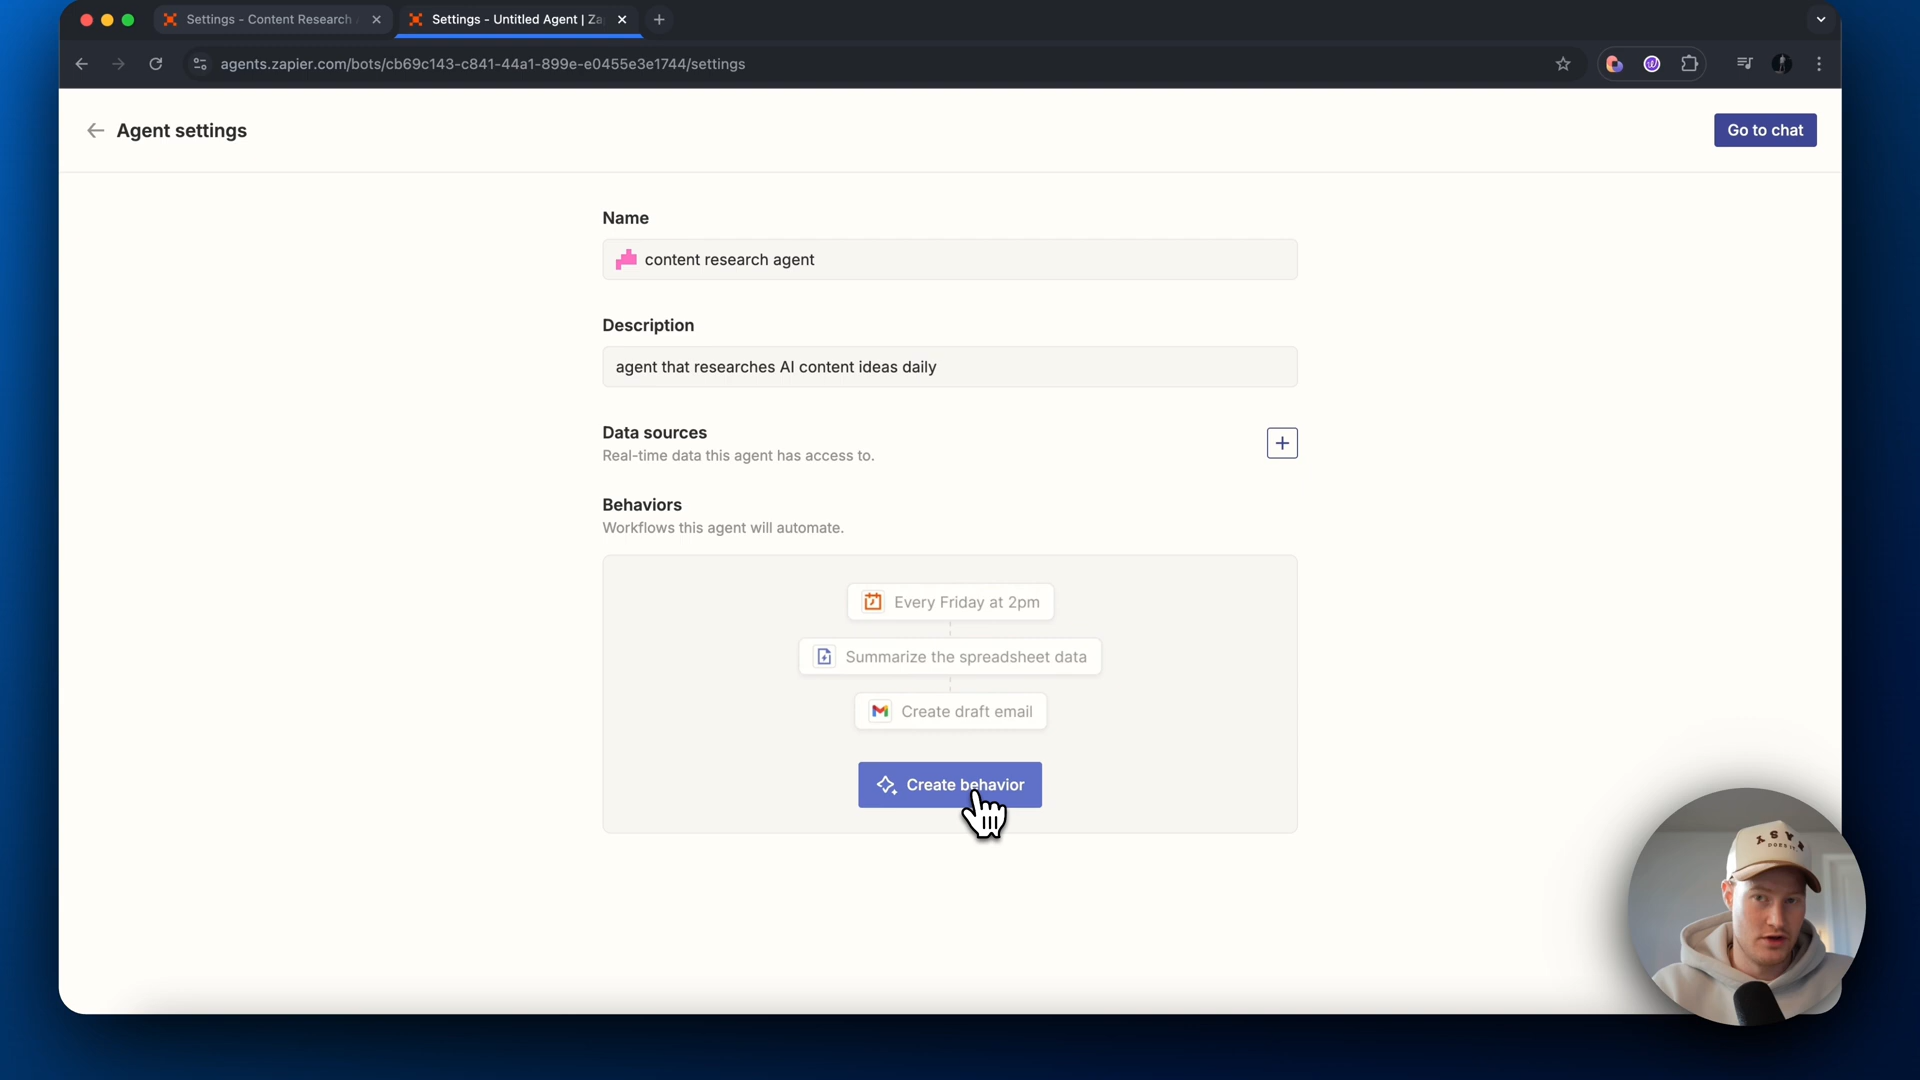 Settings - Content Research
Settings - Untitled Agent | Za
agents.zapier.com/bots/cb69c143-c841-44a1-899e-e0455e3e1744/settings
Agent settings
Go to chat
Name
content research agent
Description
agent that researches AI content ideas daily
Data sources
Real-time data this agent has access to.
Behaviors
Workflows this agent will automate.
Every Friday at 2pm
Summarize the spreadsheet data
Create draft email
Create behavior
DOES IT